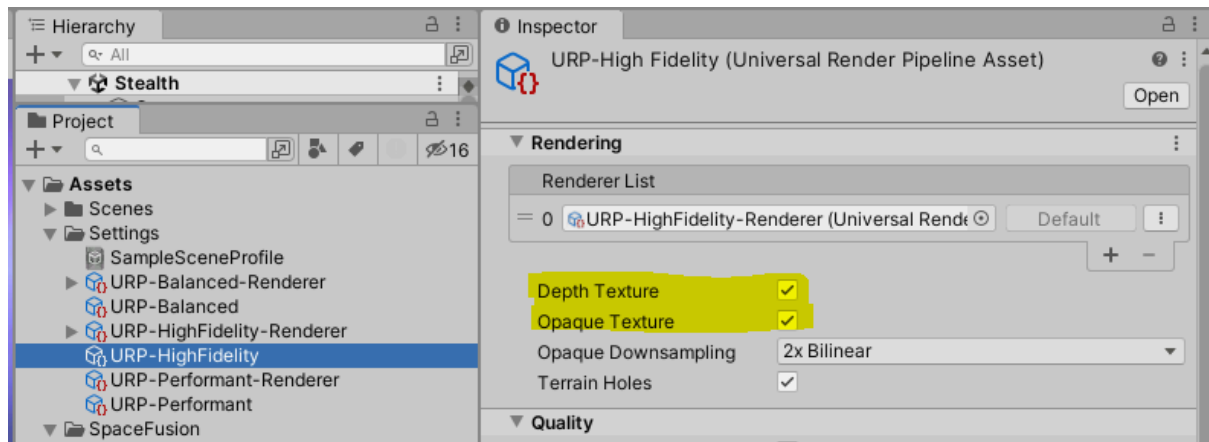 Hierarchy
All
Stealth
Project
16
Assets
Scenes
Settings
SampleSceneProfile
URP-Balanced-Renderer
URP-Balanced
URP-HighFidelity-Renderer
URP-HighFidelity
URP-Performant-Renderer
URP-Performant
SpaceFusion
Inspector
URP-High Fidelity (Universal Render Pipeline Asset)
Open
Rendering
Renderer List
0 URP-HighFidelity-Renderer (Universal Rende Default
Depth Texture
Opaque Texture
Opaque Downsampling 2x Bilinear
Terrain Holes
Quality